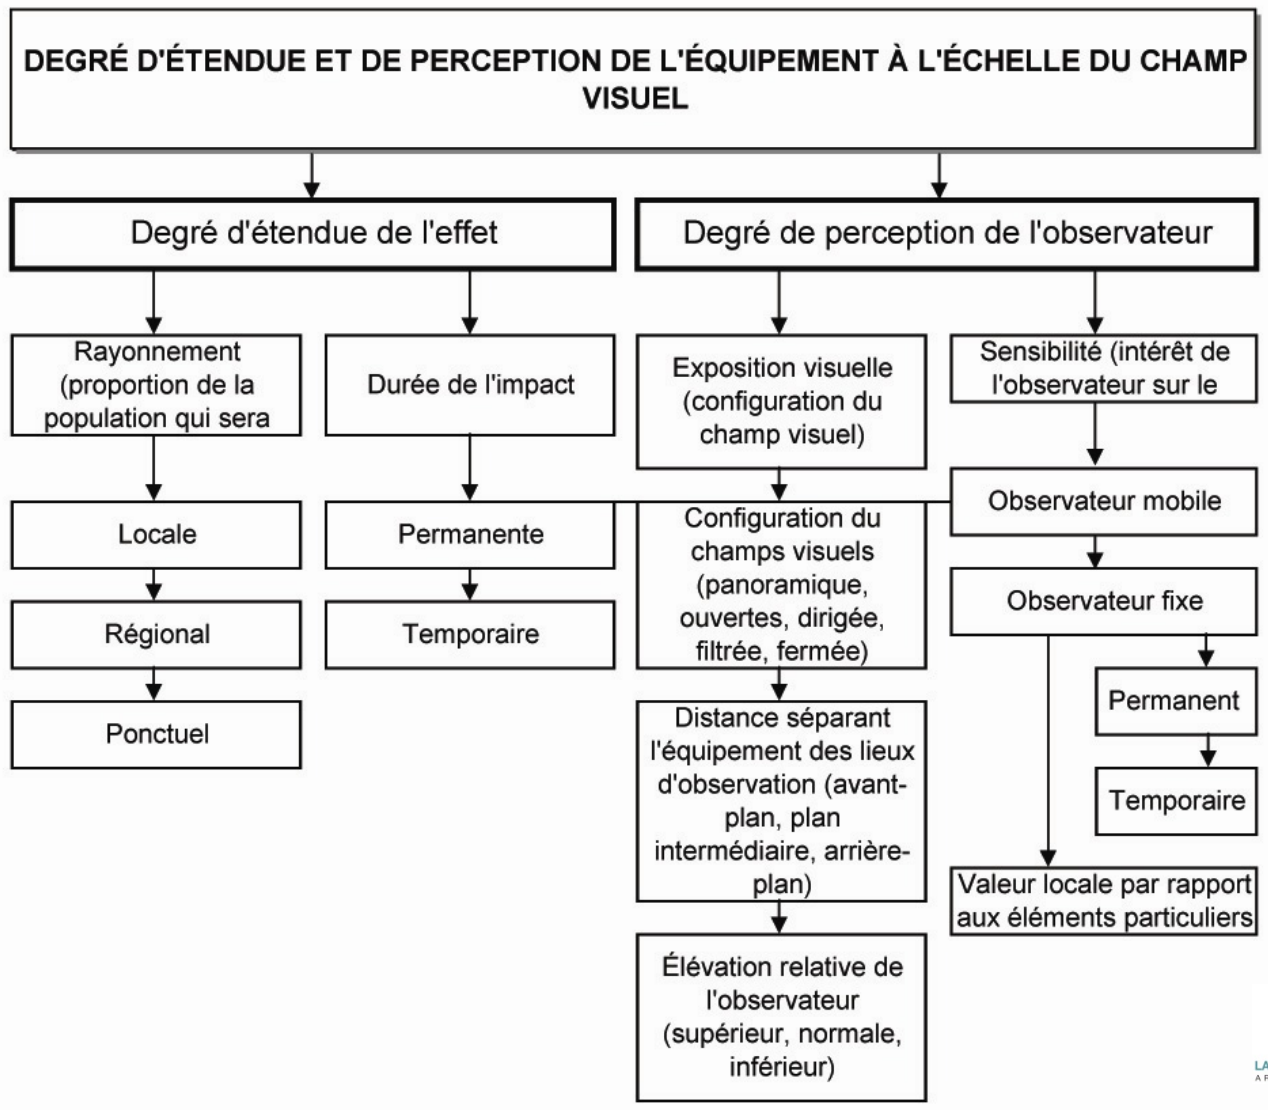 DEGRÉ D'ÉTENDUE ET DE PERCEPTION DE L'ÉQUIPEMENT À L'ÉCHELLE DU CHAMP
VISUEL
Degré d'étendue de l'effet
Degré de perception de l'observateur
Rayonnement
(proportion de la
population qui sera
Durée de l'impact
Exposition visuelle
(configuration du
champ visuel)
Sensibilité (intérêt de
l'observateur sur le
Locale
Régional
Ponctuel
Permanente
Temporaire
Configuration du
champs visuels
(panoramique,
ouvertes, dirigée,
filtrée, fermée)
Distance séparant
l'équipement des lieux
d'observation (avant-
plan, plan
intermédiaire, arrière-
plan)
Élévation relative de
l'observateur
(supérieur, normale,
inférieur)
Observateur mobile
Observateur fixe
Permanent
Temporaire
Valeur locale par rapport
aux éléments particuliers
LA